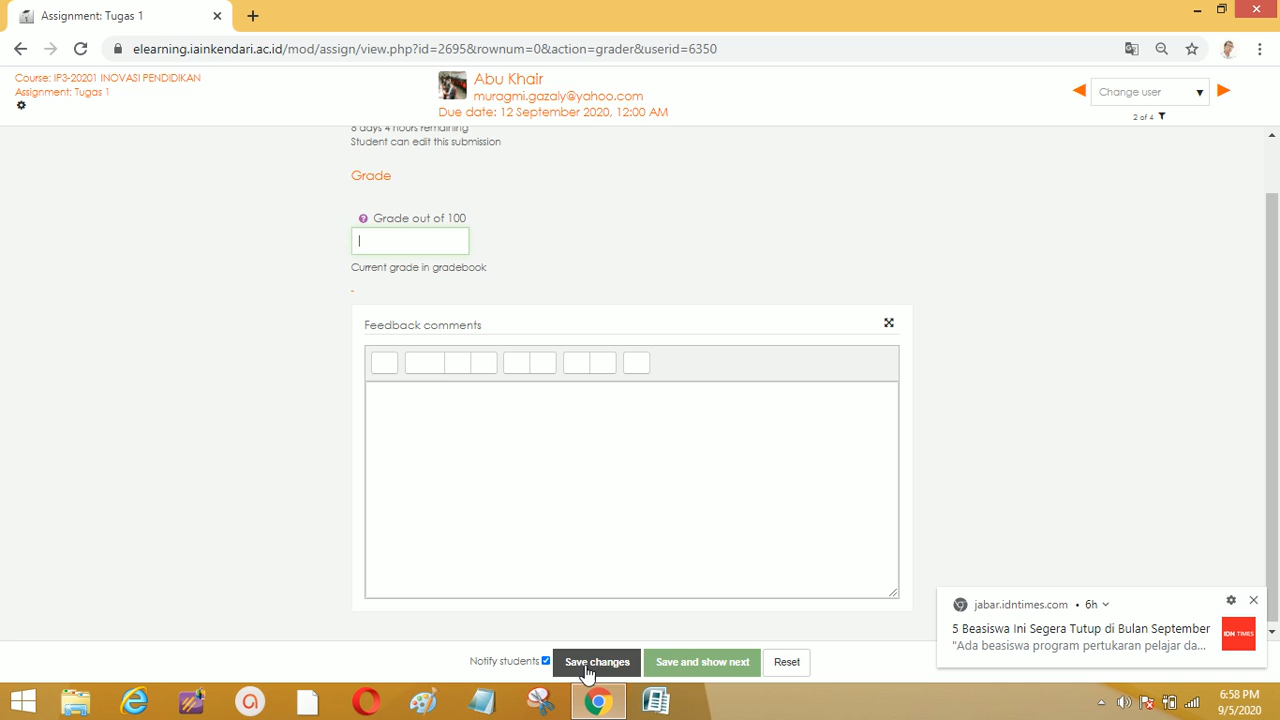 Assignment: Tugas 1
elearning.iainkendari.ac.id/mod/assign/view.php?id=2695&rownum=0&action=grader&userid=6350
Course: IP3-20201 INOVASI PENDIDIKAN
Assignment: Tugas 1
Abu Khair
muragmi.gazaly@yahoo.com
Due date: 12 September 2020, 12:00 AM
Change user
2 of 4
6 days 4 hours remaining
Student can edit this submission
Grade
Grade out of 100
Current grade in gradebook
-
Feedback comments
jabar.idntimes.com • 6h
5 Beasiswa Ini Segera Tutup di Bulan September
"Ada beasiswa program pertukaran pelajar da...
IDN TIMES
Notify students
Save changes
Save and show next
Reset
6:58 PM
9/5/2020